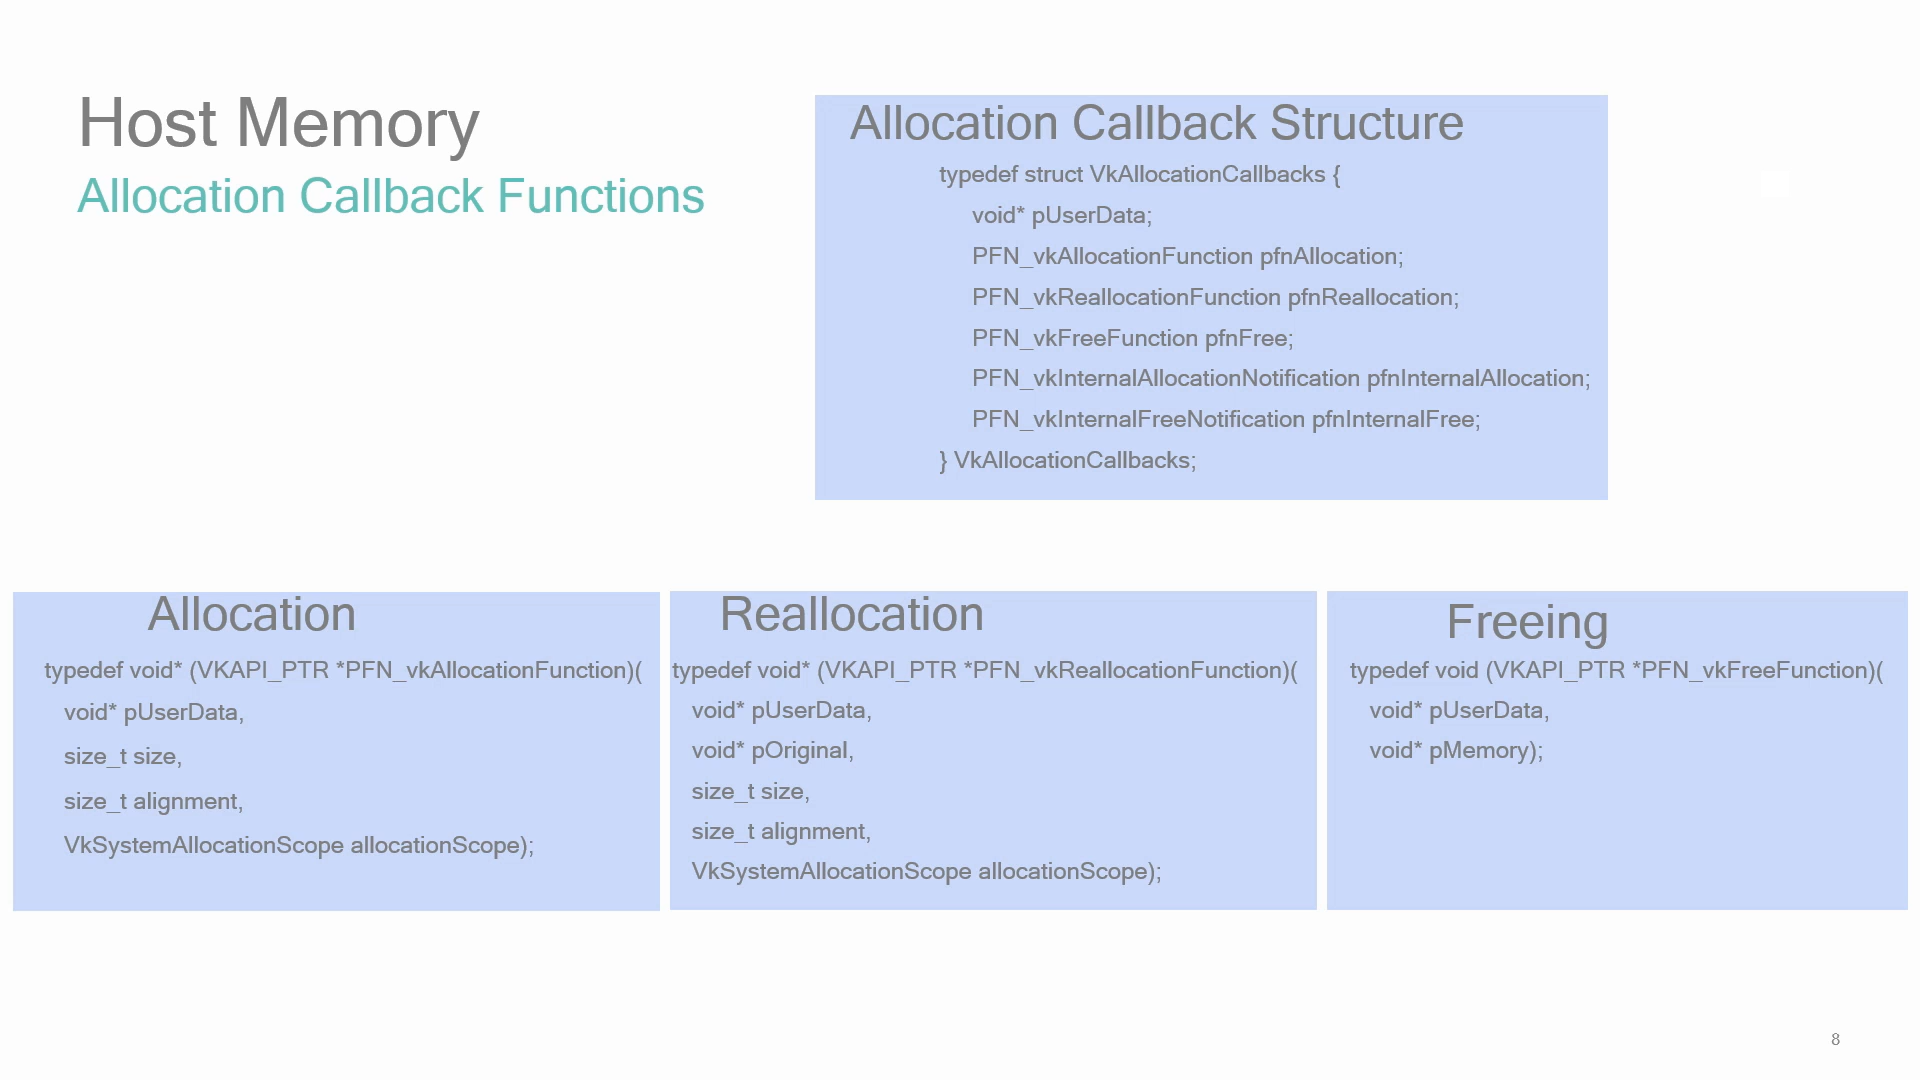 Host Memory
Allocation Callback Functions
Allocation Callback Structure
typedef struct VkAllocationCallbacks {
void* pUserData;
PFN_vkAllocationFunction pfnAllocation;
PFN_vkReallocationFunction pfnReallocation;
PFN_vkFreeFunction pfnFree;
PFN_vkInternalAllocationNotification pfnInternalAllocation;
PFN_vkInternalFreeNotification pfnInternalFree;
} VkAllocationCallbacks;
Allocation
typedef void* (VKAPI_PTR *PFN_vkAllocationFunction)(
void* pUserData,
size_t size,
size_t alignment,
VkSystemAllocationScope allocationScope);
Reallocation
typedef void* (VKAPI_PTR *PFN_vkReallocationFunction)(
void* pUserData,
void* pOriginal,
size_t size,
size_t alignment,
VkSystemAllocationScope allocationScope);
Freeing
typedef void (VKAPI_PTR *PFN_vkFreeFunction)(
void* pUserData,
void* pMemory);
8